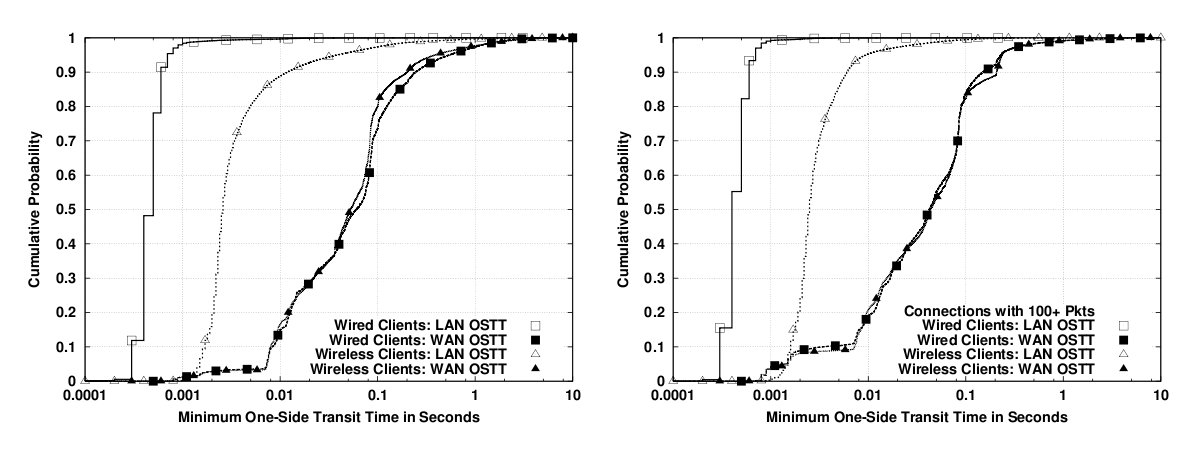 1
0.9
0.8
0.7
0.6
0.5
0.4
0.3
0.2
0.1
0
Cumulative Probability
Wired Clients: LAN OSTT
Wired Clients: WAN OSTT
Wireless Clients: LAN OSTT
Wireless Clients: WAN OSTT
0.0001 0.001 0.01 0.1 1 10
Minimum One-Side Transit Time in Seconds
1
0.9
0.8
0.7
0.6
0.5
0.4
0.3
0.2
0.1
0
Cumulative Probability
Connections with 100+ Pkts
Wired Clients: LAN OSTT
Wired Clients: WAN OSTT
Wireless Clients: LAN OSTT
Wireless Clients: WAN OSTT
0.0001 0.001 0.01 0.1 1 10
Minimum One-Side Transit Time in Seconds